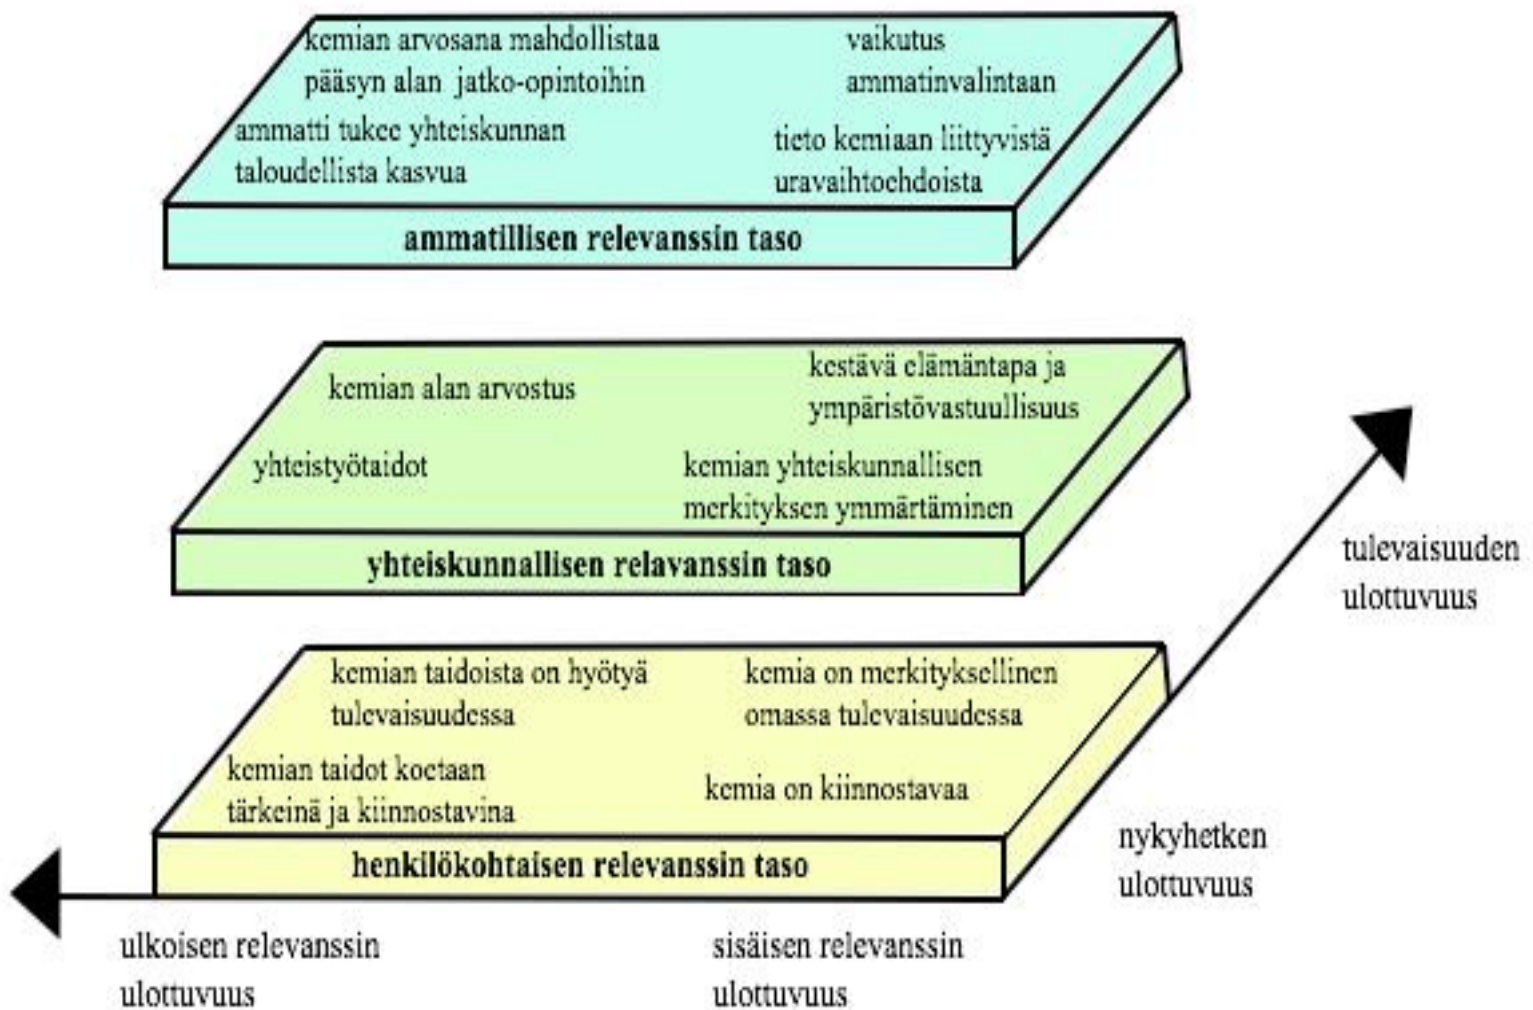 kemian arvosana mahdollistaa
pääsyn alan jatko-opintoihin
vaikutus
ammatinvalintaan
ammatti tukee yhteiskunnan
taloudellista kasvua
tieto kemiaan liittyvistä
uravaihtoehdoista
ammatillisen relevanssin taso
kemian alan arvostus
kestävä elämäntapa ja
ympäristövastuullisuus
yhteistyötaidot
kemian yhteiskunnallisen
merkityksen ymmärtäminen
yhteiskunnallisen relavanssin taso
tulevaisuuden
ulottuvuus
kemian taidoista on hyötyä
tulevaisuudessa
kemia on merkityksellinen
omassa tulevaisuudessa
kemian taidot koetaan
tärkeinä ja kiinnostavina
kemia on kiinnostavaa
henkilökohtaisen relevanssin taso
nykyhetken
ulottuvuus
ulkoisen relevanssin
ulottuvuus
sisäisen relevanssin
ulottuvuus